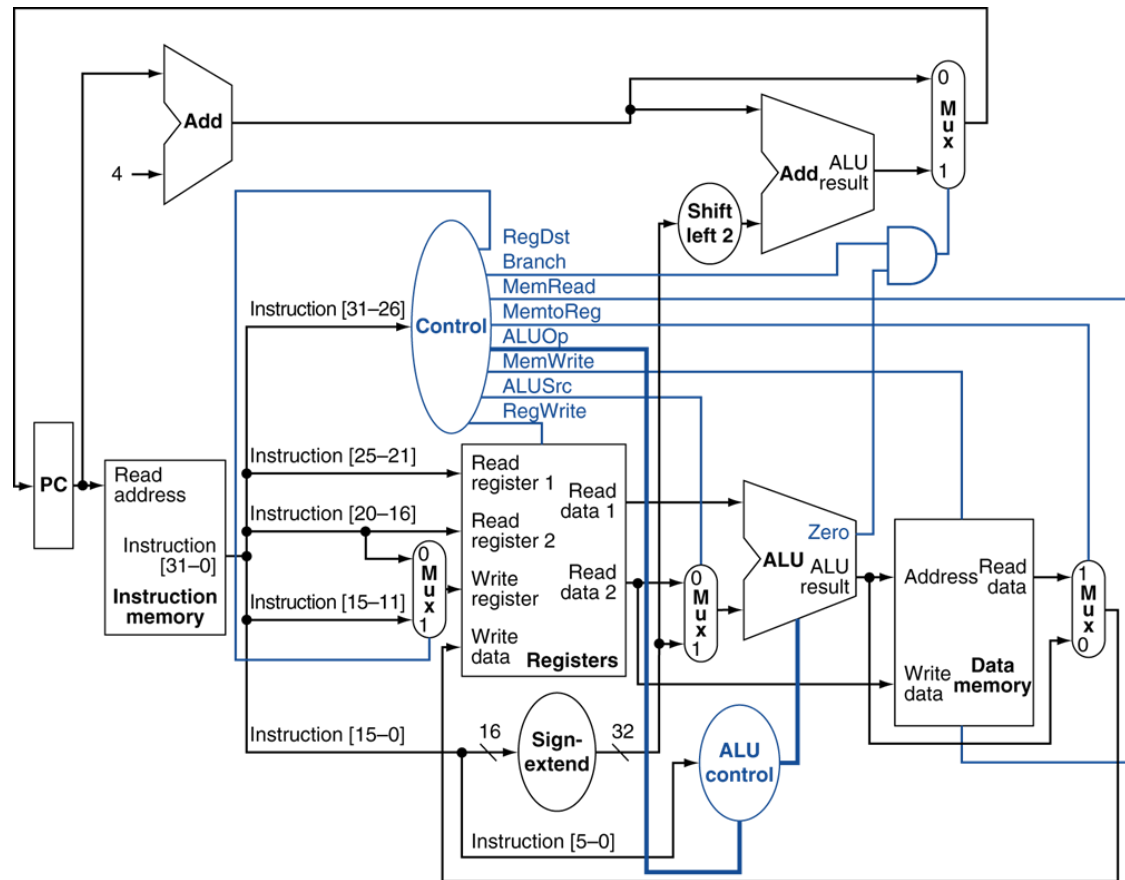 Add
4
0
Mux
1
Add
ALU
result
Shift
left 2
RegDst
Branch
MemRead
MemtoReg
ALUOp
MemWrite
ALUSrc
RegWrite
Control
Instruction [31–26]
Instruction [25–21]
Instruction [20–16]
Instruction [15–11]
Instruction [15–0]
PC
Read
address
Instruction
[31–0]
Instruction
memory
0
Mux
1
Read
register 1
Read
register 2
Write
register
Write
data
Read
data 1
Read
data 2
Registers
0
Mux
1
Zero
ALU
ALU
result
Address
Read
data
Write
data
Data
memory
1
Mux
0
16
Sign-
extend
32
ALU
control
Instruction [5–0]